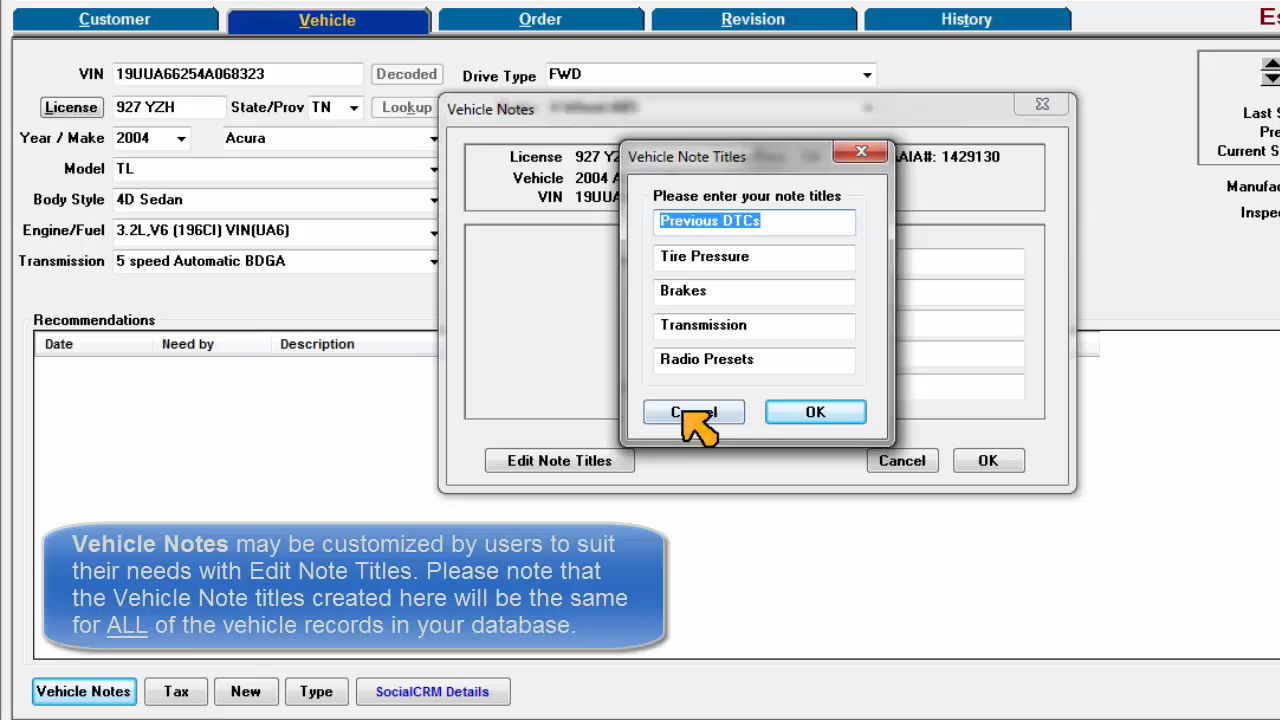 Customer
Vehicle
Order
Revision
History
Es
VIN 19UUA66254A068323 Decoded Drive Type FWD
License 927 YZH State/Prov TN Lookup
Year / Make 2004 Acura
Model TL
Body Style 4D Sedan
Engine/Fuel 3.2L,V6 (196CI) VIN(UA6)
Transmission 5 speed Automatic BDGA
Last S
Pre
Current S
Manufac
Inspe
Vehicle Notes
License 927 YZ AAIA#: 1429130
Vehicle 2004 A
VIN 19UUA
Vehicle Note Titles
Please enter your note titles
Previous DTCs
Tire Pressure
Brakes
Transmission
Radio Presets
OK
Edit Note Titles Cancel OK
Recommendations
Date Need by Description
Vehicle Notes may be customized by users to suit
their needs with Edit Note Titles. Please note that
the Vehicle Note titles created here will be the same
for ALL of the vehicle records in your database.
Vehicle Notes Tax New Type SocialCRM Details